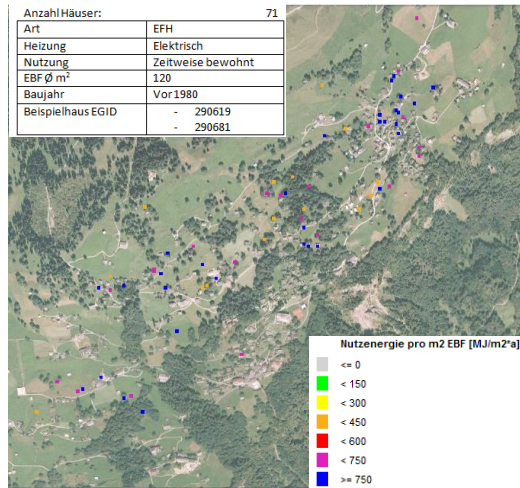 Anzahl Häuser: 71
Art EFH
Heizung Elektrisch
Nutzung Zeitweise bewohnt
EBF Ø m² 120
Baujahr Vor 1980
Beispielhaus EGID - 290619
- 290681
Nutzenergie pro m2 EBF [MJ/m2*a]
<= 0
< 150
< 300
< 450
< 600
< 750
>= 750